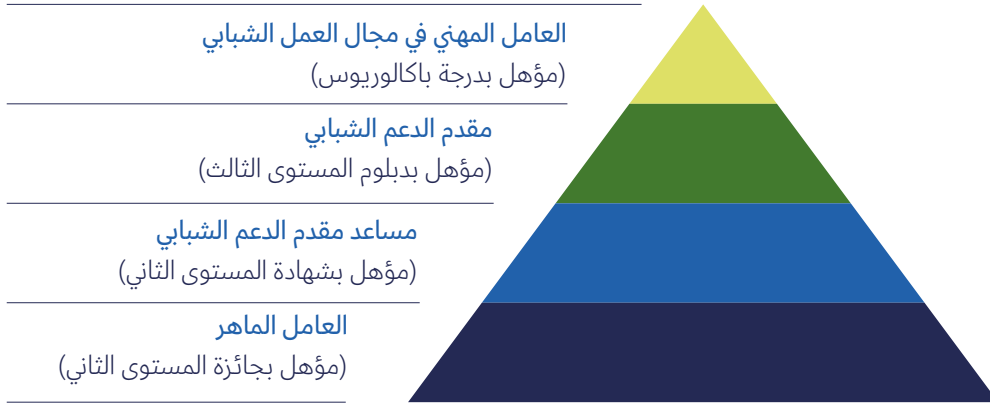 العامل المهني في مجال العمل الشبابي
(مؤهل بدرجة باكالوريوس)
مقدم الدعم الشبابي
(مؤهل بدبلوم المستوى الثالث)
مساعد مقدم الدعم الشبابي
(مؤهل بشهادة المستوى الثاني)
العامل الماهر
(مؤهل بجائزة المستوى الثاني)